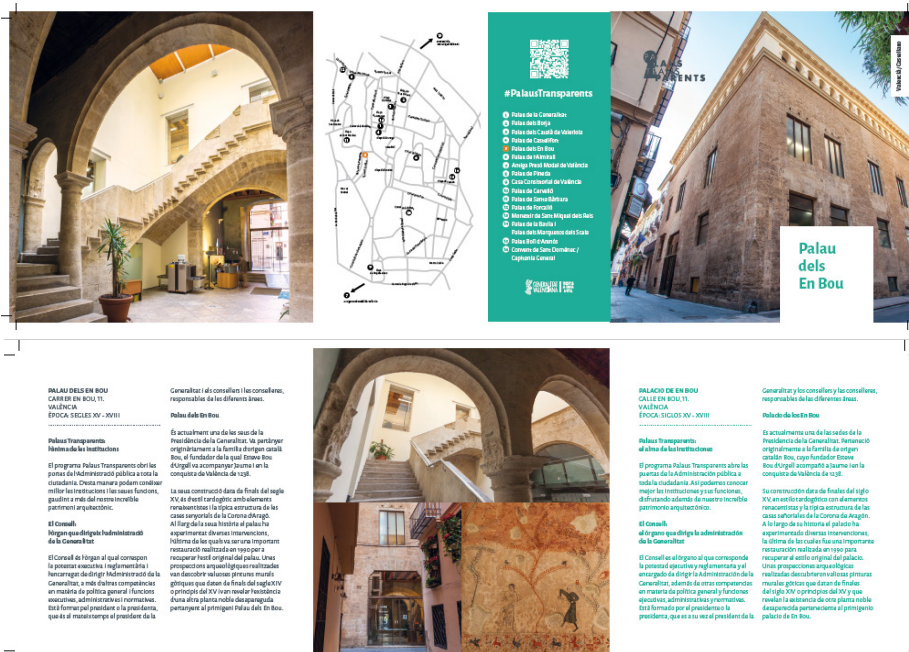 #PalausTransparents
Palau de la Generalitat
Palau dels Borja
Palau dels Català de Valeriola
Palau de Castellfort
Palau dels En Bou
Palau de l'Almirall
Antiga Presó Modelo de València
Palau de Pineda
Casa Consistorial de València
Palau de Cerveró
Palau de Santa Bàrbara
Palau de Forcalló
Monestir de Sant Miquel dels Reis
Palau de la Batlia i
Palau dels Marquesos dels Scala
Convent de Sant Domènec /
Capitania General
GENERALITAT
VALENCIANA
Valencià / Castellano
Palau
dels
En Bou
PALAU DELS EN BOU
CARRER EN BOU, 11.
VALÈNCIA
ÈPOCA: SEGLES XV - XVIII
Palaus Transparents:
l'ànima de les institucions
El programa Palaus Transparents obri les
portes de l'Administració pública a tota la
ciutadania. D'esta manera podem conéixer
millor les institucions i les seues funcions,
gaudint a més del nostre increïble
patrimoni arquitectònic.
El Consell:
l'òrgan que dirigeix l'administració
de la Generalitat
El Consell és l'òrgan al qual correspon
la potestat executiva i reglamentària i
l'encarregat de dirigir l'Administració de la
Generalitat, a més d'altres competències
en matèria de política general i funcions
executives, administratives i normatives.
Està format pel president o la presidenta,
que és al mateix temps el president de la
Generalitat i els consellers i les conselleres,
responsables de les diferents àrees.
Palau dels En Bou
És actualment una de les seus de la
Presidència de la Generalitat. Va pertànyer
originàriament a la família d'origen català
Bou, el fundador de la qual Esteve Bou
d'Urgell va acompanyar Jaume I en la
conquista de València de 1238.
La seua construcció data de finals del segle
XV, és d'estil tardogòtic amb elements
renaixentistes i la típica estructura de les
cases senyorials de la Corona d'Aragó.
Al llarg de la seua història el palau ha
experimentat diverses intervencions,
l'última de les quals va ser una important
restauració realitzada en 1990 per a
recuperar l'estil original del palau. Unes
prospeccions arqueològiques realitzades
van descobrir valuoses pintures murals
gòtiques que daten de finals del segle XIV
o principis del XV i van revelar l'existència
d'una altra planta noble desapareguda
pertanyent al primigeni Palau dels En Bou.
PALACIO DE EN BOU
CALLE EN BOU, 11.
VALÈNCIA
ÉPOCA: SIGLOS XV - XVIII
Palaus Transparents:
el alma de las instituciones
El programa Palaus Transparents abre las
puertas de la Administración pública a
toda la ciudadanía. Así podemos conocer
mejor las instituciones y sus funciones,
disfrutando además de nuestro increíble
patrimonio arquitectónico.
El Consell:
el órgano que dirige la administración
de la Generalitat
El Consell es el órgano al que corresponde
la potestad ejecutiva y reglamentaria y el
encargado de dirigir la Administración de la
Generalitat, además de otras competencias
en materia de política general y funciones
ejecutivas, administrativas y normativas.
Está formado por el presidente o la
presidenta, que es a su vez el president de la
Generalitat y los consellers y las conselleres,
responsables de las diferentes áreas.
Palacio de los En Bou
Es actualmente una de las sedes de la
Presidencia de la Generalitat. Perteneció
originalmente a la familia de origen
catalán Bou, cuyo fundador Esteve
Bou d'Urgell acompañó a Jaume I en la
conquista de València de 1238.
Su construcción data de finales del siglo
XV, en estilo tardogótico con elementos
renacentistas y la típica estructura de las
casas señoriales de la Corona de Aragón.
A lo largo de su historia el palacio ha
experimentado diversas intervenciones,
la última de las cuales fue una importante
restauración realizada en 1990 para
recuperar el estilo original del palacio.
Unas prospecciones arqueológicas
realizadas descubrieron valiosas pinturas
murales góticas que datan de finales
del siglo XIV o principios del XV y que
revelan la existencia de otra planta noble
desaparecida perteneciente al primigenio
palacio de En Bou.